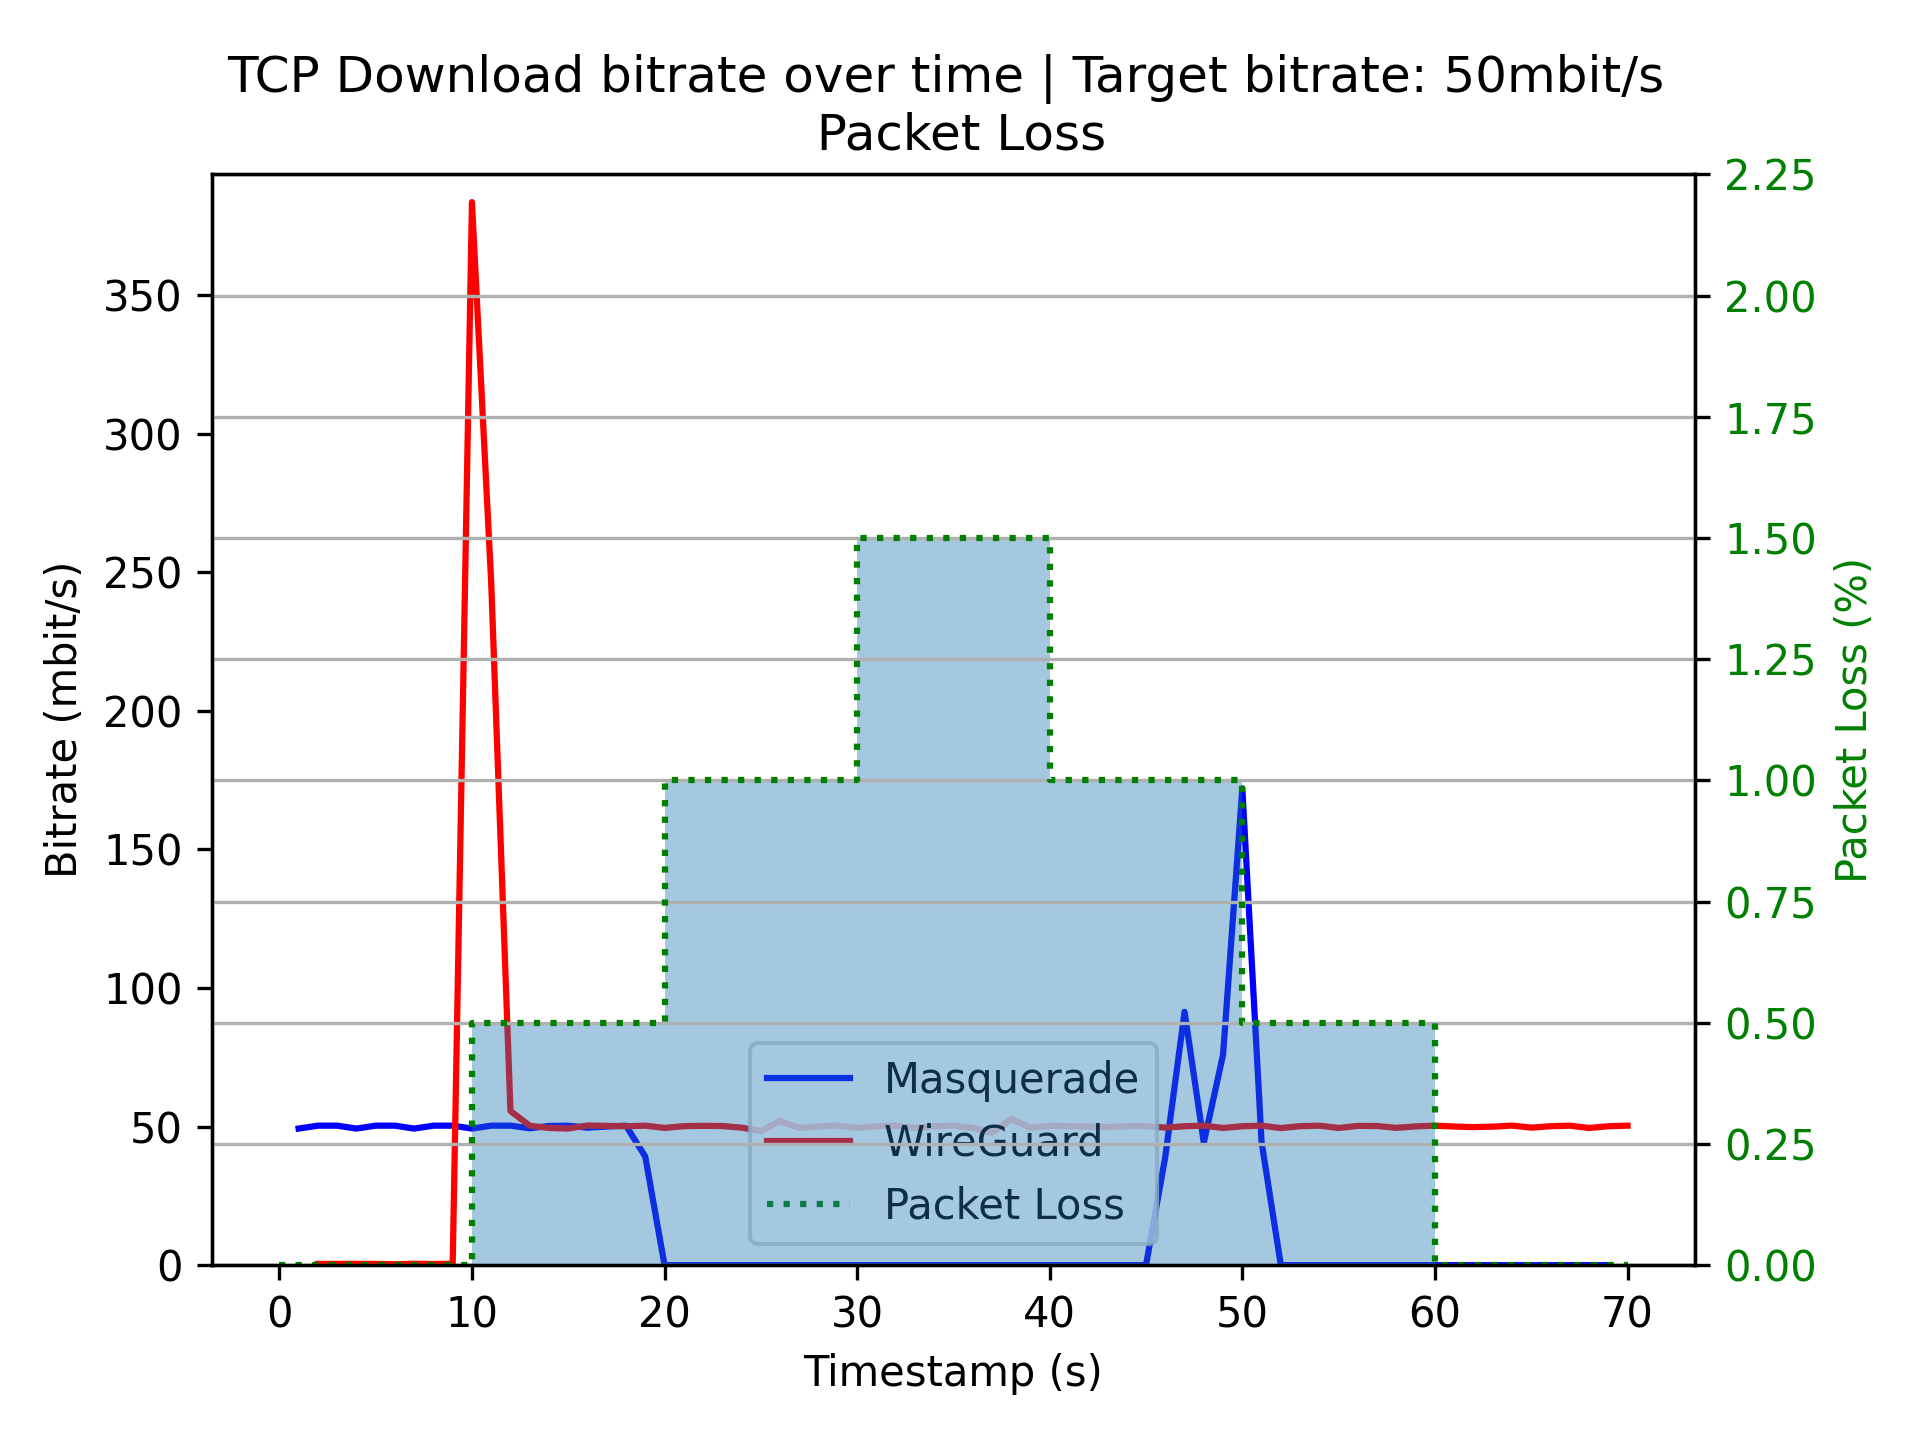 TCP Download bitrate over time | Target bitrate: 50mbit/s
Packet Loss
Bitrate (mbit/s)
350
300
250
200
150
100
50
0
2.25
2.00
1.75
1.50
1.25
1.00
0.75
0.50
0.25
0.00
Packet Loss (%)
Masquerade
WireGuard
Packet Loss
0 10 20 30 40 50 60 70
Timestamp (s)